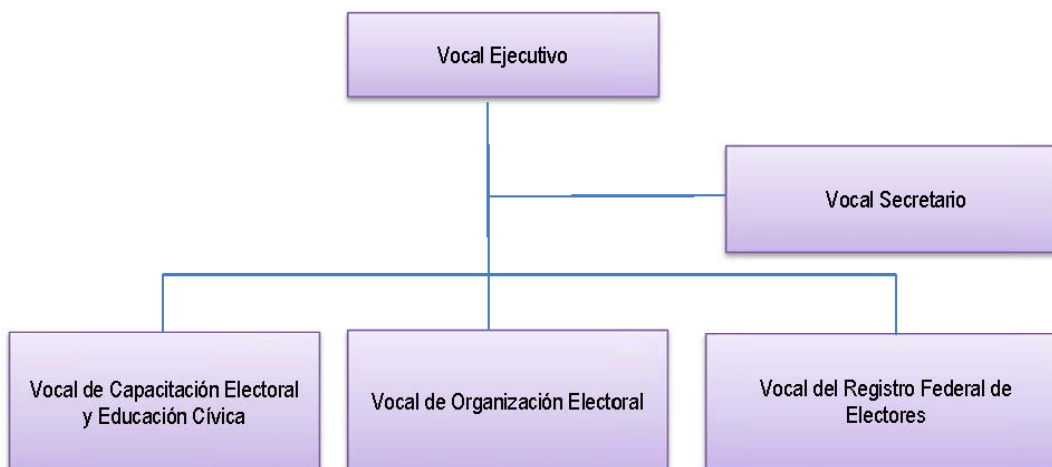 Vocal Ejecutivo
Vocal Secretario
Vocal de Capacitación Electoral
y Educación Cívica
Vocal de Organización Electoral
Vocal del Registro Federal de
Electores